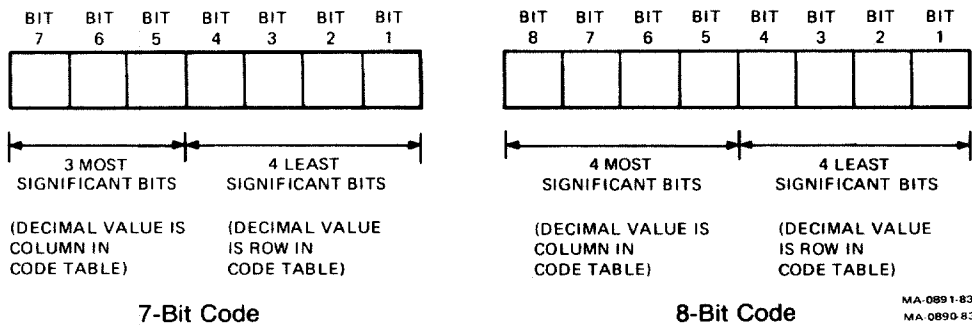 BIT BIT BIT BIT BIT BIT BIT
7 6 5 4 3 2 1
3 MOST
SIGNIFICANT BITS
4 LEAST
SIGNIFICANT BITS
(DECIMAL VALUE IS
COLUMN IN
CODE TABLE)
(DECIMAL VALUE
IS ROW IN
CODE TABLE)
7-Bit Code
BIT BIT BIT BIT BIT BIT BIT BIT
8 7 6 5 4 3 2 1
4 MOST
SIGNIFICANT BITS
4 LEAST
SIGNIFICANT BITS
(DECIMAL VALUE IS
COLUMN IN
CODE TABLE)
(DECIMAL VALUE
IS ROW IN
CODE TABLE)
8-Bit Code
MA-0891-83
MA-0890-83